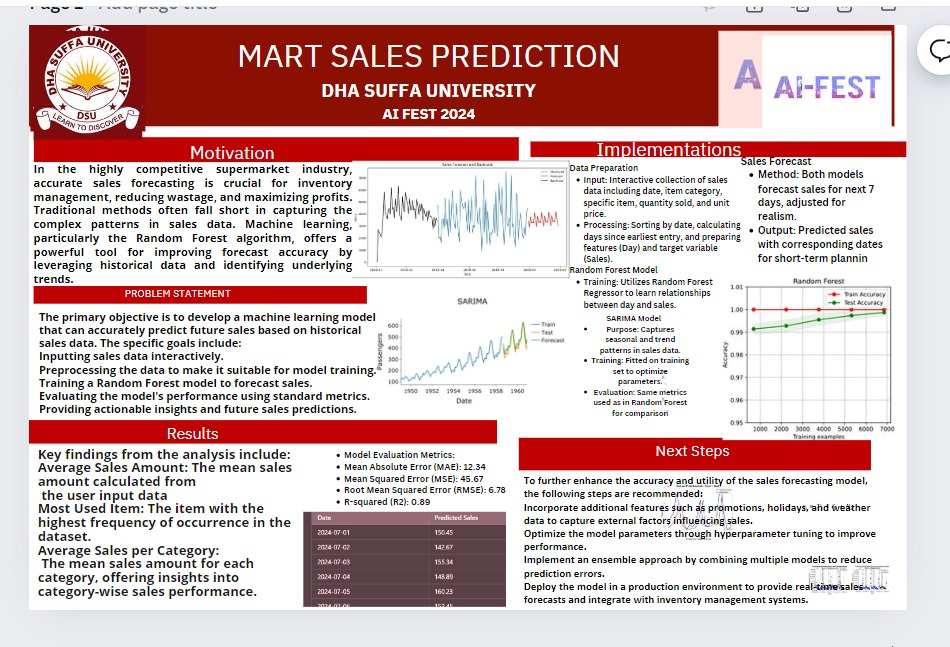 Page 1 - Add page title
DHA SUFFA UNIVERSITY
DSU
LEARN TO DISCOVER
MART SALES PREDICTION
DHA SUFFA UNIVERSITY
AI FEST 2024
A AI-FEST
Motivation
In the highly competitive supermarket industry,
accurate sales forecasting is crucial for inventory
management, reducing wastage, and maximizing profits.
Traditional methods often fall short in capturing the
complex patterns in sales data. Machine learning,
particularly the Random Forest algorithm, offers a
powerful tool for improving forecast accuracy by
leveraging historical data and identifying underlying
trends.
PROBLEM STATEMENT
The primary objective is to develop a machine learning model
that can accurately predict future sales based on historical
sales data. The specific goals include:
Inputting sales data interactively.
Preprocessing the data to make it suitable for model training.
Training a Random Forest model to forecast sales.
Evaluating the model's performance using standard metrics.
Providing actionable insights and future sales predictions.
SARIMA
Passengers
600
500
400
300
200
100
1950 1952 1954 1956 1958 1960
Date
Train
Test
Forecast
Results
Key findings from the analysis include:
Average Sales Amount: The mean sales
amount calculated from
the user input data
Most Used Item: The item with the
highest frequency of occurrence in the
dataset.
Average Sales per Category:
The mean sales amount for each
category, offering insights into
category-wise sales performance.
• Model Evaluation Metrics:
• Mean Absolute Error (MAE): 12.34
• Mean Squared Error (MSE): 45.67
• Root Mean Squared Error (RMSE): 6.78
• R-squared (R2): 0.89
Date Predicted Sales
2024-07-01 150.45
2024-07-02 142.67
2024-07-03 155.34
2024-07-04 148.89
2024-07-05 160.23
2024-07-06 152.45
Implementations
Data Preparation
• Input: Interactive collection of sales
data including date, item category,
specific item, quantity sold, and unit
price.
• Processing: Sorting by date, calculating
days since earliest entry, and preparing
features (Day) and target variable
(Sales).
Random Forest Model
• Training: Utilizes Random Forest
Regressor to learn relationships
between day and sales.
SARIMA Model
• Purpose: Captures
seasonal and trend
patterns in sales data.
• Training: Fitted on training
set to optimize
parameters.
• Evaluation: Same metrics
used as in Random Forest
for comparison
Sales Forecast
• Method: Both models
forecast sales for next 7
days, adjusted for
realism.
• Output: Predicted sales
with corresponding dates
for short-term plannin
Random Forest
Train Accuracy
Test Accuracy
Accuracy
1.01
1.00
0.99
0.98
0.97
0.96
0.95
1000 2000 3000 4000 5000 6000 7000
Training examples
Next Steps
To further enhance the accuracy and utility of the sales forecasting model,
the following steps are recommended:
Incorporate additional features such as promotions, holidays, and weather
data to capture external factors influencing sales.
Optimize the model parameters through hyperparameter tuning to improve
performance.
Implement an ensemble approach by combining multiple models to reduce
prediction errors.
Deploy the model in a production environment to provide real-time sales
forecasts and integrate with inventory management systems.